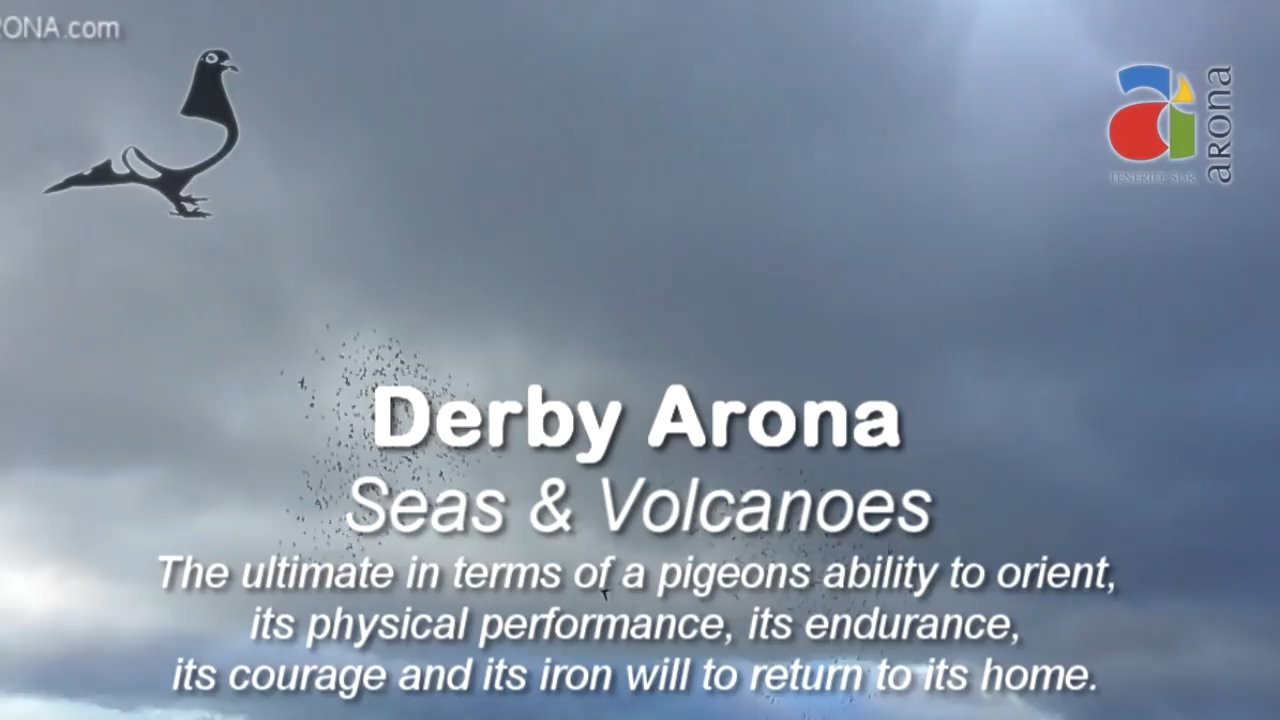 RONA.com
arona
TENERIFE SUR
Derby Arona
Seas & Volcanoes
The ultimate in terms of a pigeons ability to orient,
its physical performance, its endurance,
its courage and its iron will to return to its home.